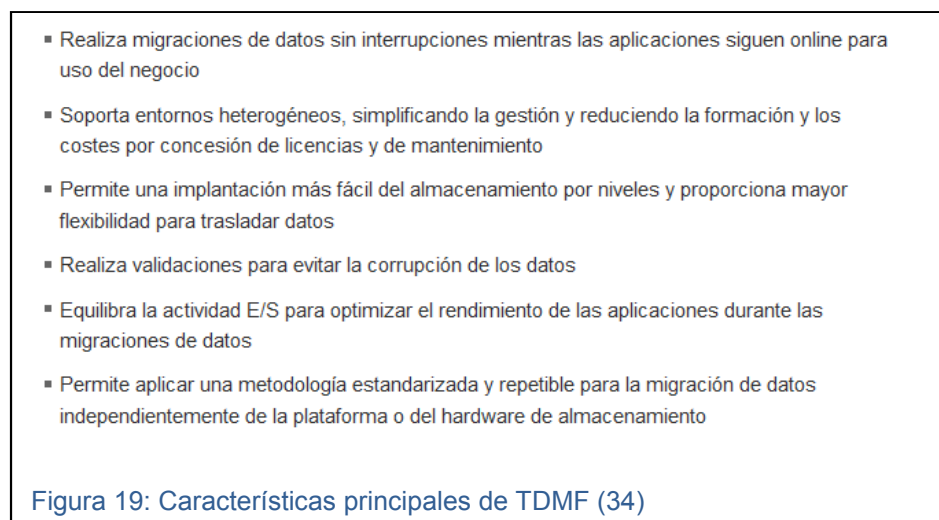 ▪ Realiza migraciones de datos sin interrupciones mientras las aplicaciones siguen online para
uso del negocio
▪ Soporta entornos heterogéneos, simplificando la gestión y reduciendo la formación y los
costes por concesión de licencias y de mantenimiento
▪ Permite una implantación más fácil del almacenamiento por niveles y proporciona mayor
flexibilidad para trasladar datos
▪ Realiza validaciones para evitar la corrupción de los datos
▪ Equilibra la actividad E/S para optimizar el rendimiento de las aplicaciones durante las
migraciones de datos
▪ Permite aplicar una metodología estandarizada y repetible para la migración de datos
independientemente de la plataforma o del hardware de almacenamiento
Figura 19: Características principales de TDMF (34)